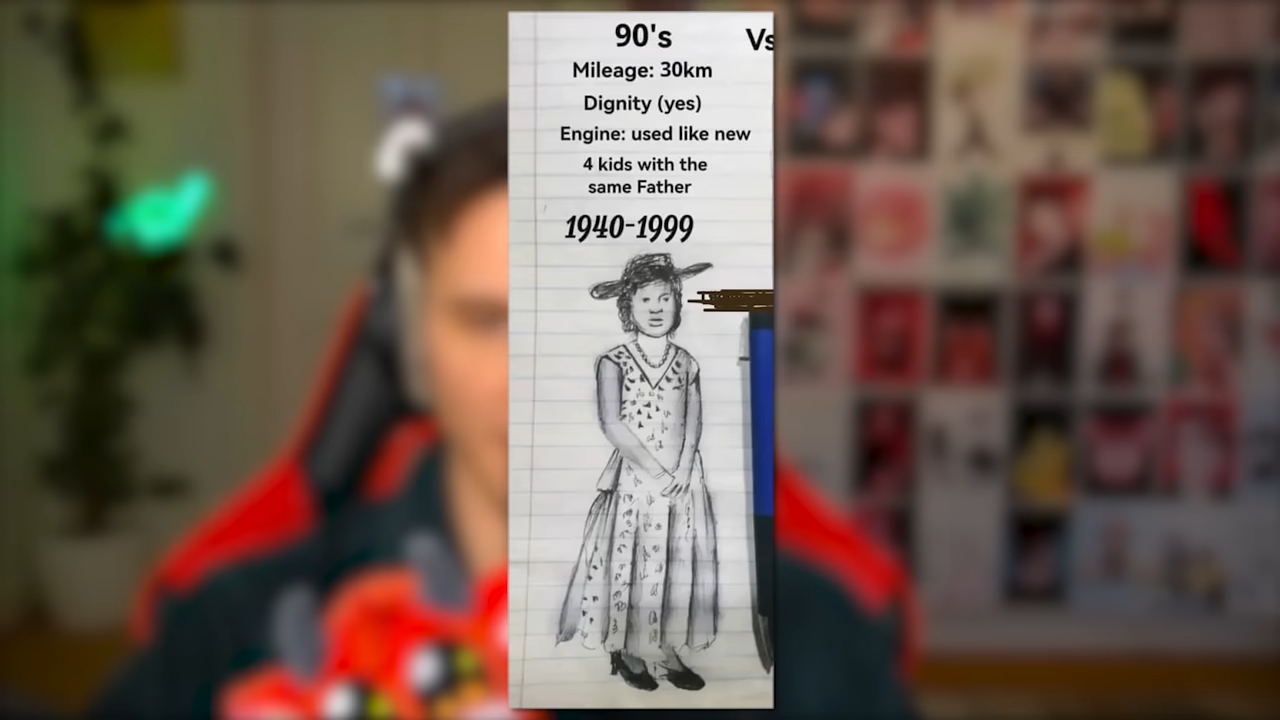 90's
Vs
Mileage: 30km
Dignity (yes)
Engine: used like new
4 kids with the
same Father
1940-1999